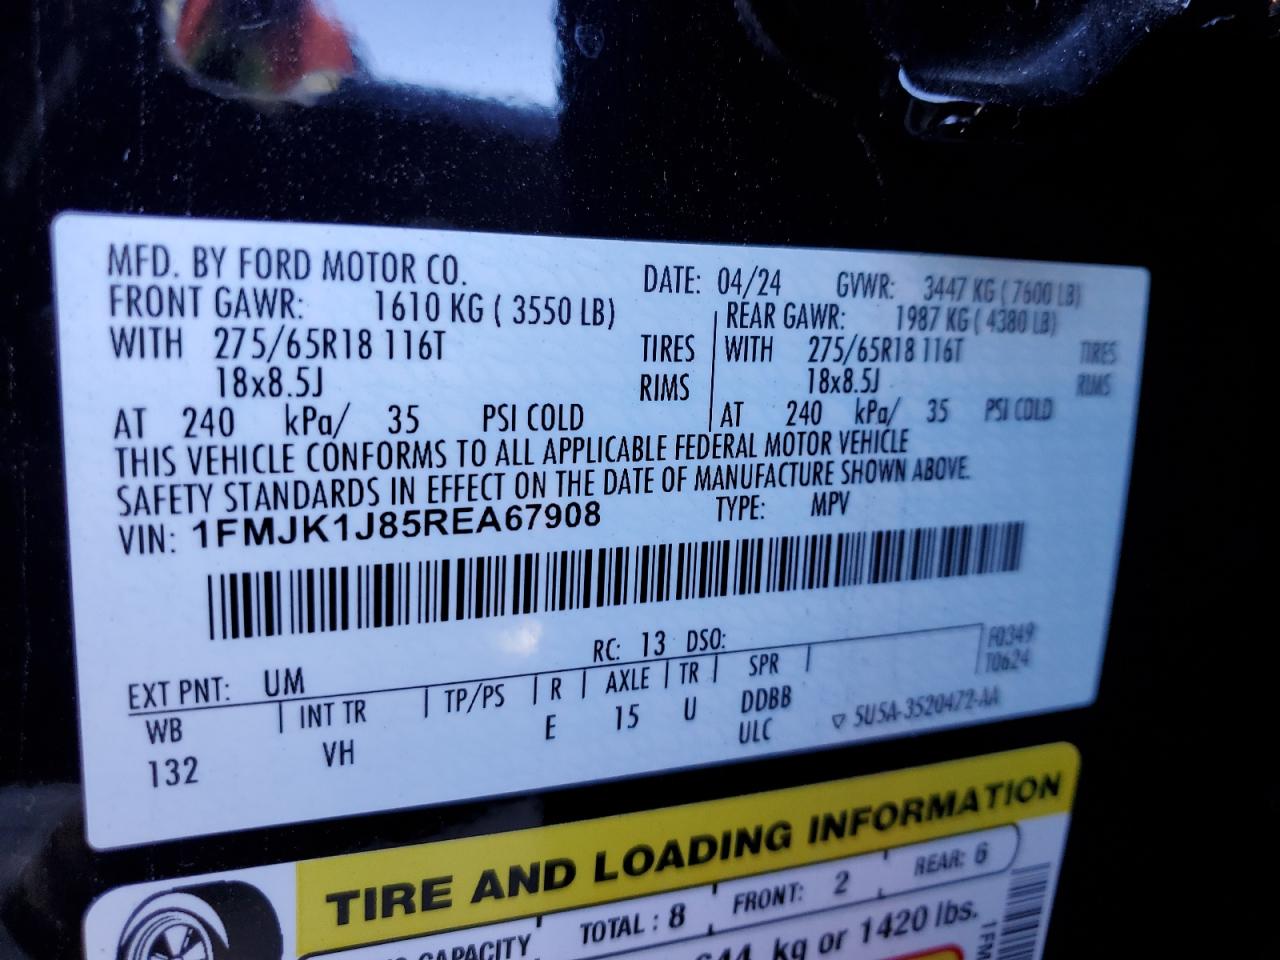 MFD. BY FORD MOTOR CO.
DATE: 04/24 GVWR: 3447 KG ( 7600 LB)
FRONT GAWR: 1610 KG ( 3550 LB)
REAR GAWR: 1987 KG ( 4380 LB)
WITH 275/65R18 116T TIRES
WITH 275/65R18 116T TIRES
18x8.5J RIMS
18x8.5J RIMS
AT 240 kPa/ 35 PSI COLD
AT 240 kPa/ 35 PSI COLD
THIS VEHICLE CONFORMS TO ALL APPLICABLE FEDERAL MOTOR VEHICLE
SAFETY STANDARDS IN EFFECT ON THE DATE OF MANUFACTURE SHOWN ABOVE.
VIN: 1FMJK1J85REA67908 TYPE: MPV
EXT PNT: UM RC: 13 DSO: F0349
T0624
WB INT TR TP/PS R AXLE TR SPR
132 VH E 15 U DDBB
ULC
5U5A-3520472-AA
TIRE AND LOADING INFORMATION
CAPACITY TOTAL : 8 FRONT: 2 REAR: 6
kg or 1420 lbs.
1FM